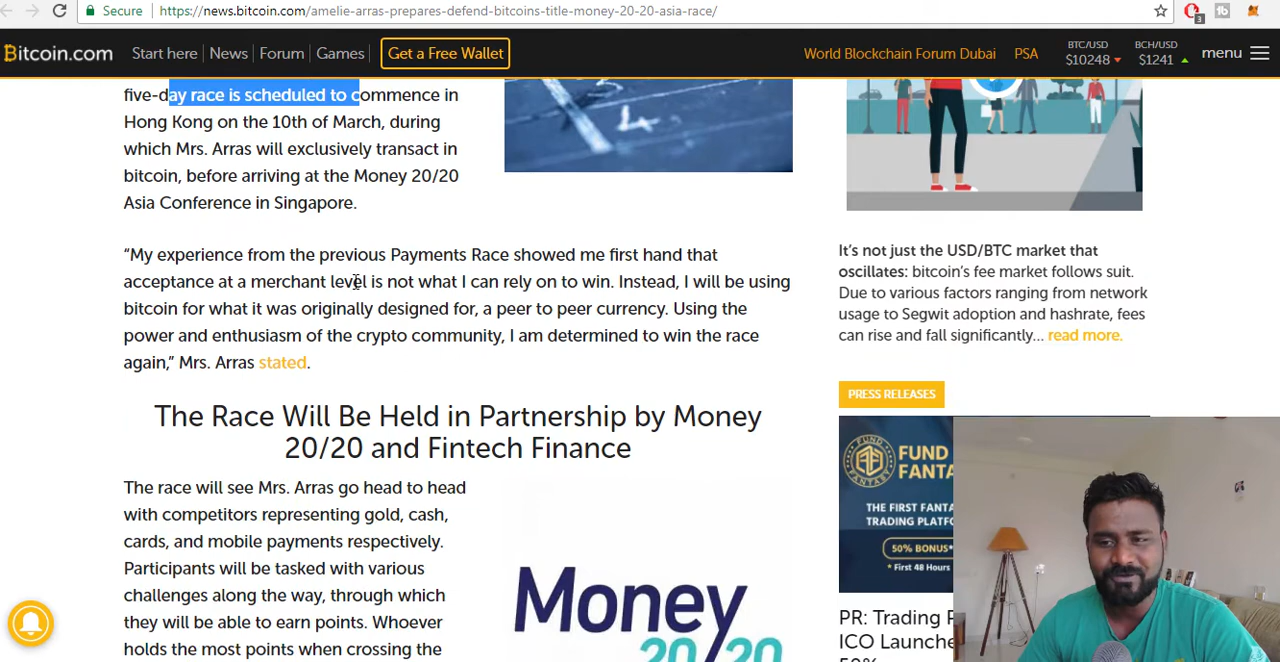 Secure
https://news.bitcoin.com/amelie-arras-prepares-defend-bitcoins-title-money-20-20-asia-race/
3
Bitcoin.com
Start here | News | Forum | Games
Get a Free Wallet
World Blockchain Forum Dubai PSA
BTC/USD
$10248
BCH/USD
$1241
menu
five-day race is scheduled to commence in
Hong Kong on the 10th of March, during
which Mrs. Arras will exclusively transact in
bitcoin, before arriving at the Money 20/20
Asia Conference in Singapore.
4
“My experience from the previous Payments Race showed me first hand that
acceptance at a merchant level is not what I can rely on to win. Instead, I will be using
bitcoin for what it was originally designed for, a peer to peer currency. Using the
power and enthusiasm of the crypto community, I am determined to win the race
again,” Mrs. Arras stated.
The Race Will Be Held in Partnership by Money
20/20 and Fintech Finance
The race will see Mrs. Arras go head to head
with competitors representing gold, cash,
cards, and mobile payments respectively.
Participants will be tasked with various
challenges along the way, through which
they will be able to earn points. Whoever
holds the most points when crossing the
Money
20/20
It’s not just the USD/BTC market that
oscillates: bitcoin’s fee market follows suit.
Due to various factors ranging from network
usage to Segwit adoption and hashrate, fees
can rise and fall significantly… read more.
PRESS RELEASES
FUND
FANTA
FANTASY
THE FIRST FANTA
TRADING PLATFO
50% BONUS*
* First 48 Hours
PR: Trading P
ICO Launche
50%